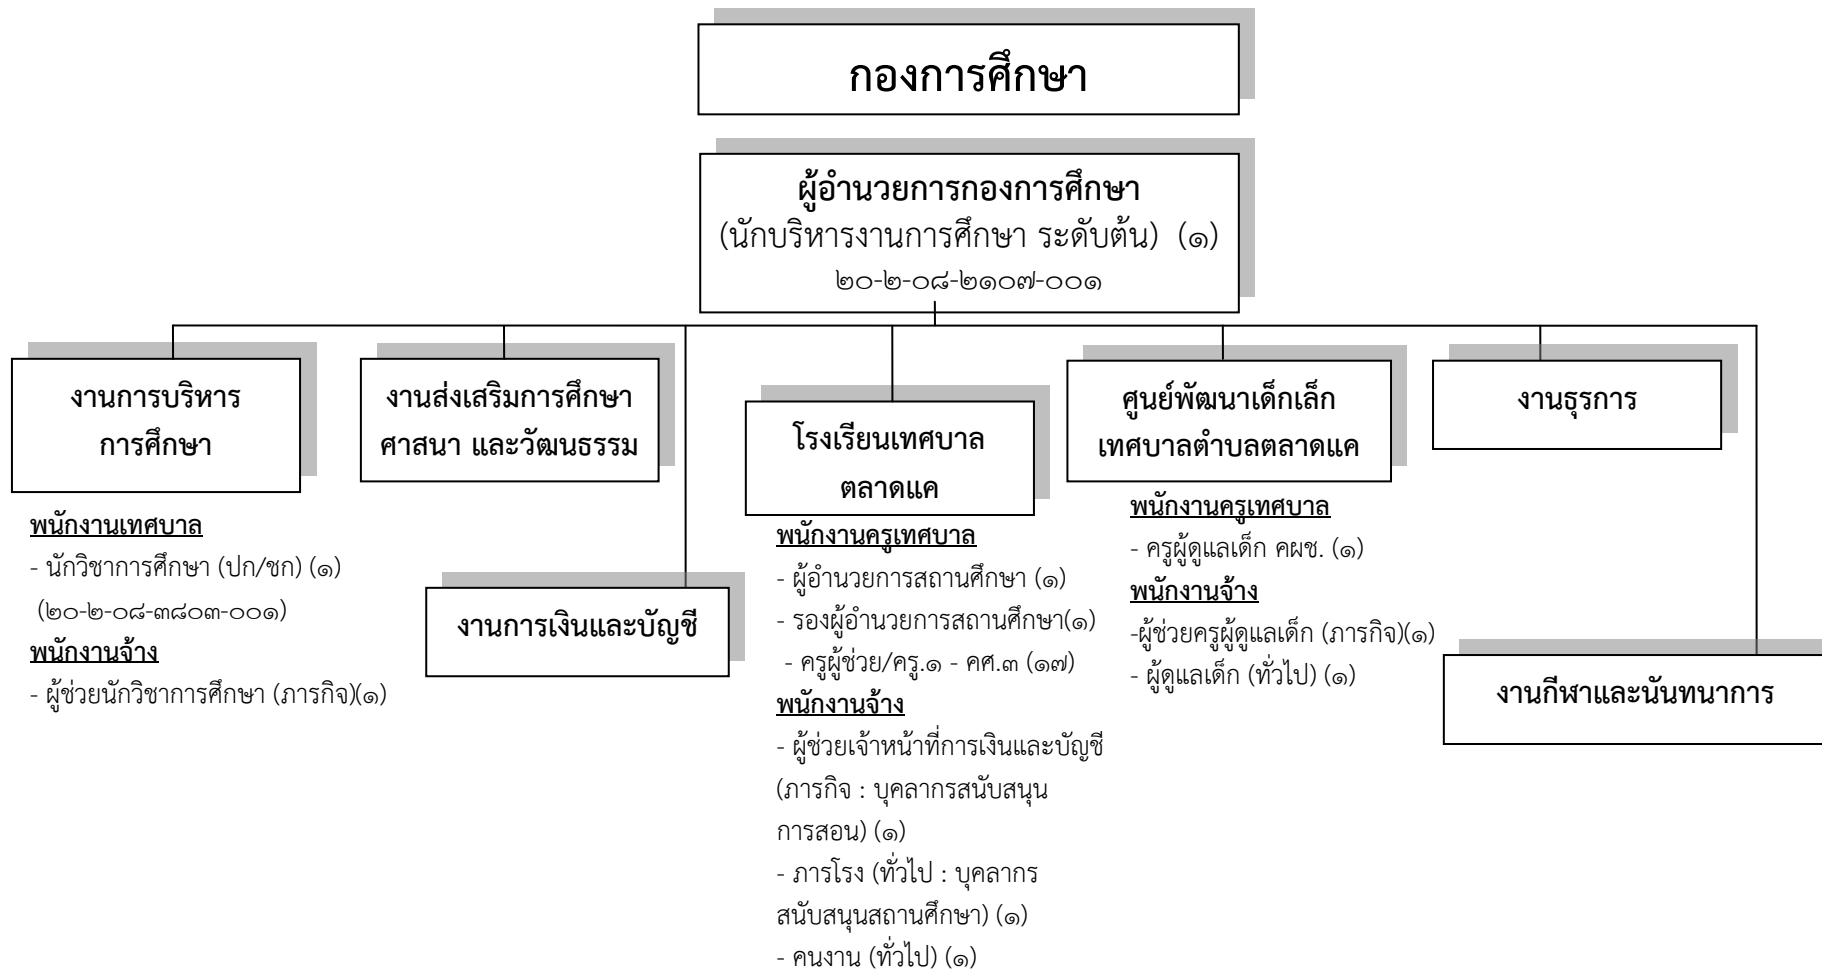 กองการศึกษา
ผู้อำนวยการกองการศึกษา
(นักบริหารงานการศึกษา ระดับต้น) (๑)
๒๐-๒-๐๘-๒๑๐๗-๐๐๑
งานการบริหาร
การศึกษา
พนักงานเทศบาล
- นักวิชาการศึกษา (ปก/ชก) (๑)
(๒๐-๒-๐๘-๓๘๐๓-๐๐๑)
พนักงานจ้าง
- ผู้ช่วยนักวิชาการศึกษา (ภารกิจ)(๑)
งานส่งเสริมการศึกษา
ศาสนา และวัฒนธรรม
งานการเงินและบัญชี
โรงเรียนเทศบาล
ตลาดแค
พนักงานครูเทศบาล
- ผู้อำนวยการสถานศึกษา (๑)
- รองผู้อำนวยการสถานศึกษา(๑)
- ครูผู้ช่วย/ครู.๑ - คศ.๓ (๑๗)
พนักงานจ้าง
- ผู้ช่วยเจ้าหน้าที่การเงินและบัญชี
(ภารกิจ : บุคลากรสนับสนุน
การสอน) (๑)
- ภารโรง (ทั่วไป : บุคลากร
สนับสนุนสถานศึกษา) (๑)
- คนงาน (ทั่วไป) (๑)
ศูนย์พัฒนาเด็กเล็ก
เทศบาลตำบลตลาดแค
พนักงานครูเทศบาล
- ครูผู้ดูแลเด็ก คผช. (๑)
พนักงานจ้าง
-ผู้ช่วยครูผู้ดูแลเด็ก (ภารกิจ)(๑)
- ผู้ดูแลเด็ก (ทั่วไป) (๑)
งานธุรการ
งานกีฬาและนันทนาการ